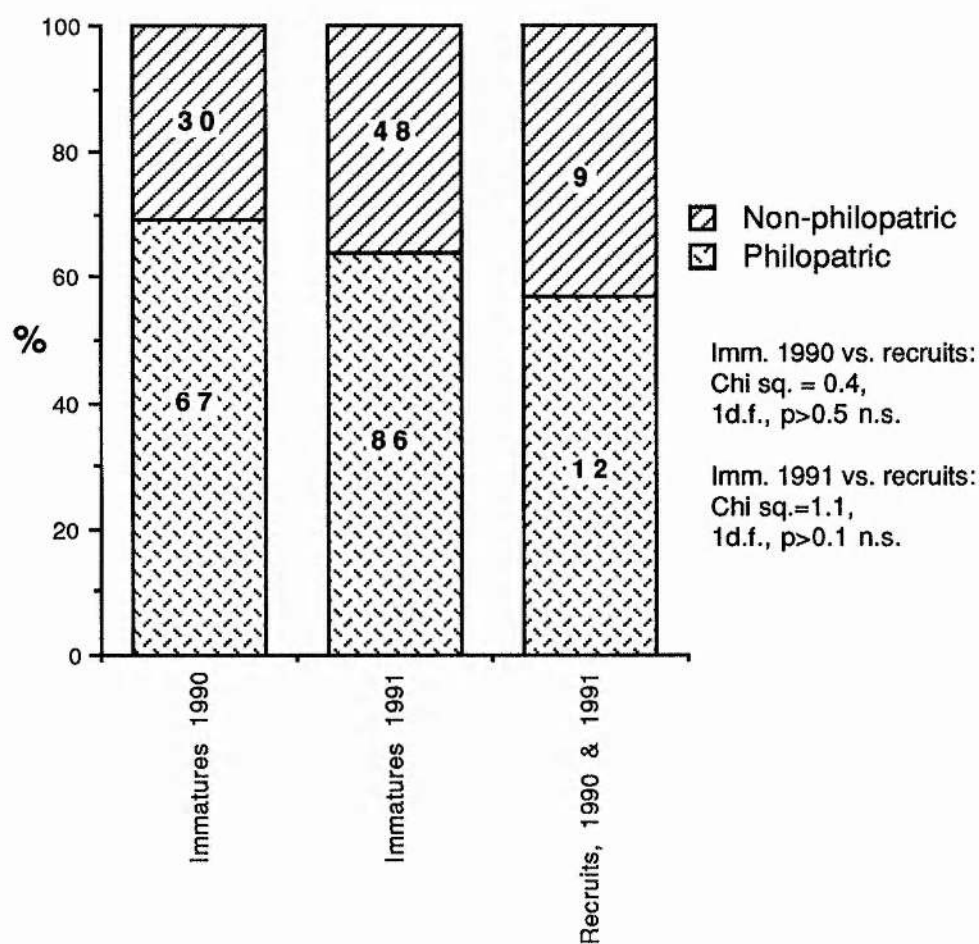 100
80
60
40
20
0
%
30
48
9
67
86
12
Non-philopatric
Philopatric
Imm. 1990 vs. recruits:
Chi sq. = 0.4,
1d.f., p>0.5 n.s.
Imm. 1991 vs. recruits:
Chi sq.=1.1,
1d.f., p>0.1 n.s.
Immatures 1990
Immatures 1991
Recruits, 1990 & 1991